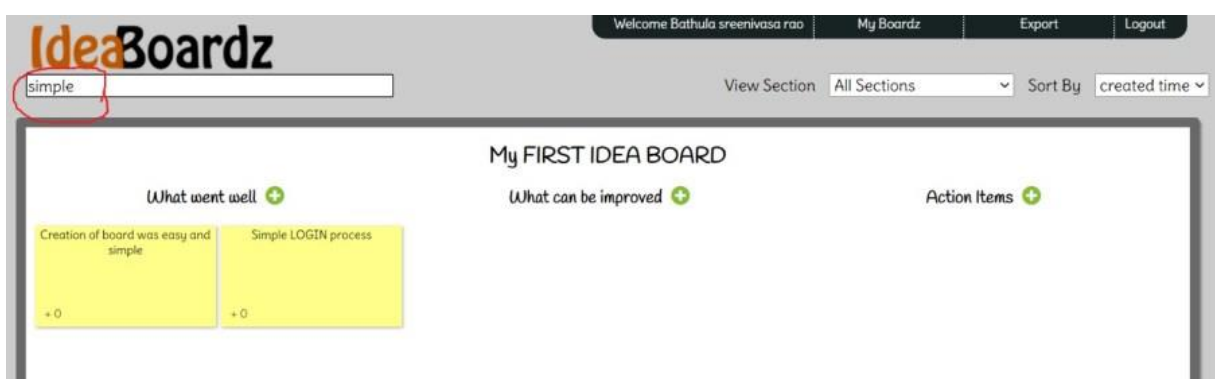 IdeaBoardz
Welcome Bathula sreenivasa rao My Boardz Export Logout
simple
View Section All Sections Sort By created time
My FIRST IDEA BOARD
What went well
What can be improved
Action Items
Creation of board was easy and
simple
+ 0
Simple LOGIN process
+ 0